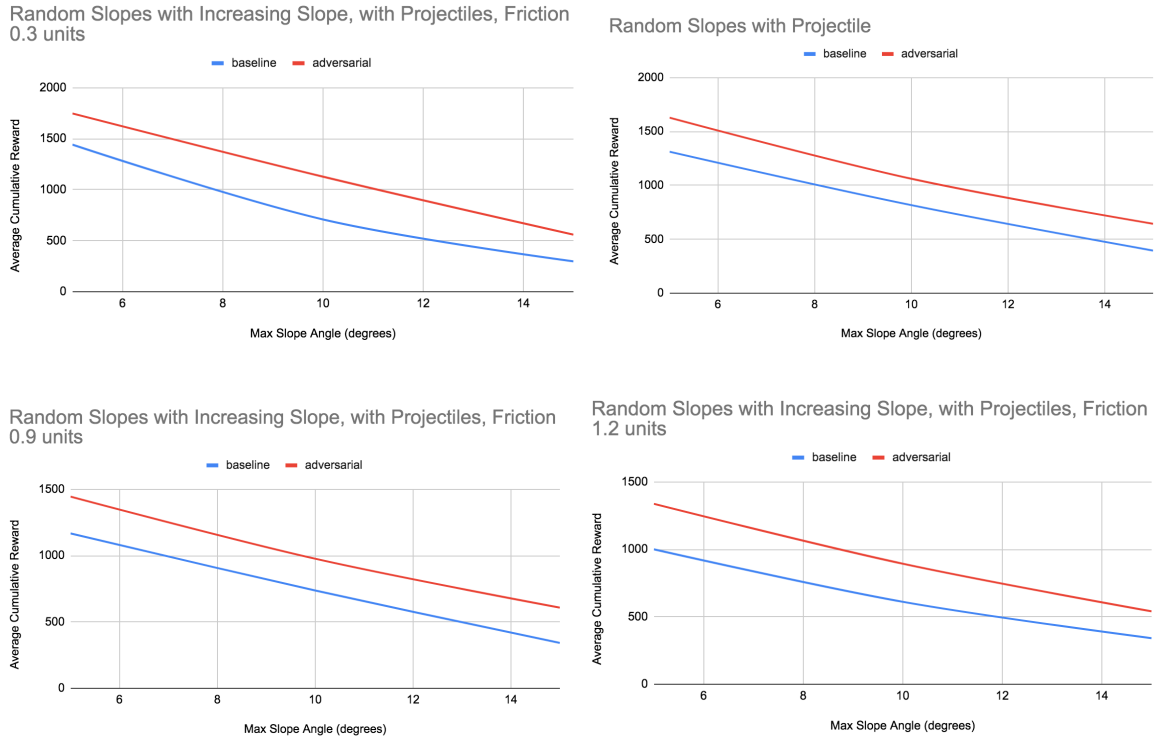 Random Slopes with Increasing Slope, with Projectiles, Friction
0.3 units
baseline adversarial
2000
1500
1000
500
0
Average Cumulative Reward
6 8 10 12 14
Max Slope Angle (degrees)
Random Slopes with Projectile
baseline adversarial
2000
1500
1000
500
0
Average Cumulative Reward
6 8 10 12 14
Max Slope Angle (degrees)
Random Slopes with Increasing Slope, with Projectiles, Friction
0.9 units
baseline adversarial
1500
1000
500
0
Average Cumulative Reward
6 8 10 12 14
Max Slope Angle (degrees)
Random Slopes with Increasing Slope, with Projectiles, Friction
1.2 units
baseline adversarial
1500
1000
500
0
Average Cumulative Reward
6 8 10 12 14
Max Slope Angle (degrees)